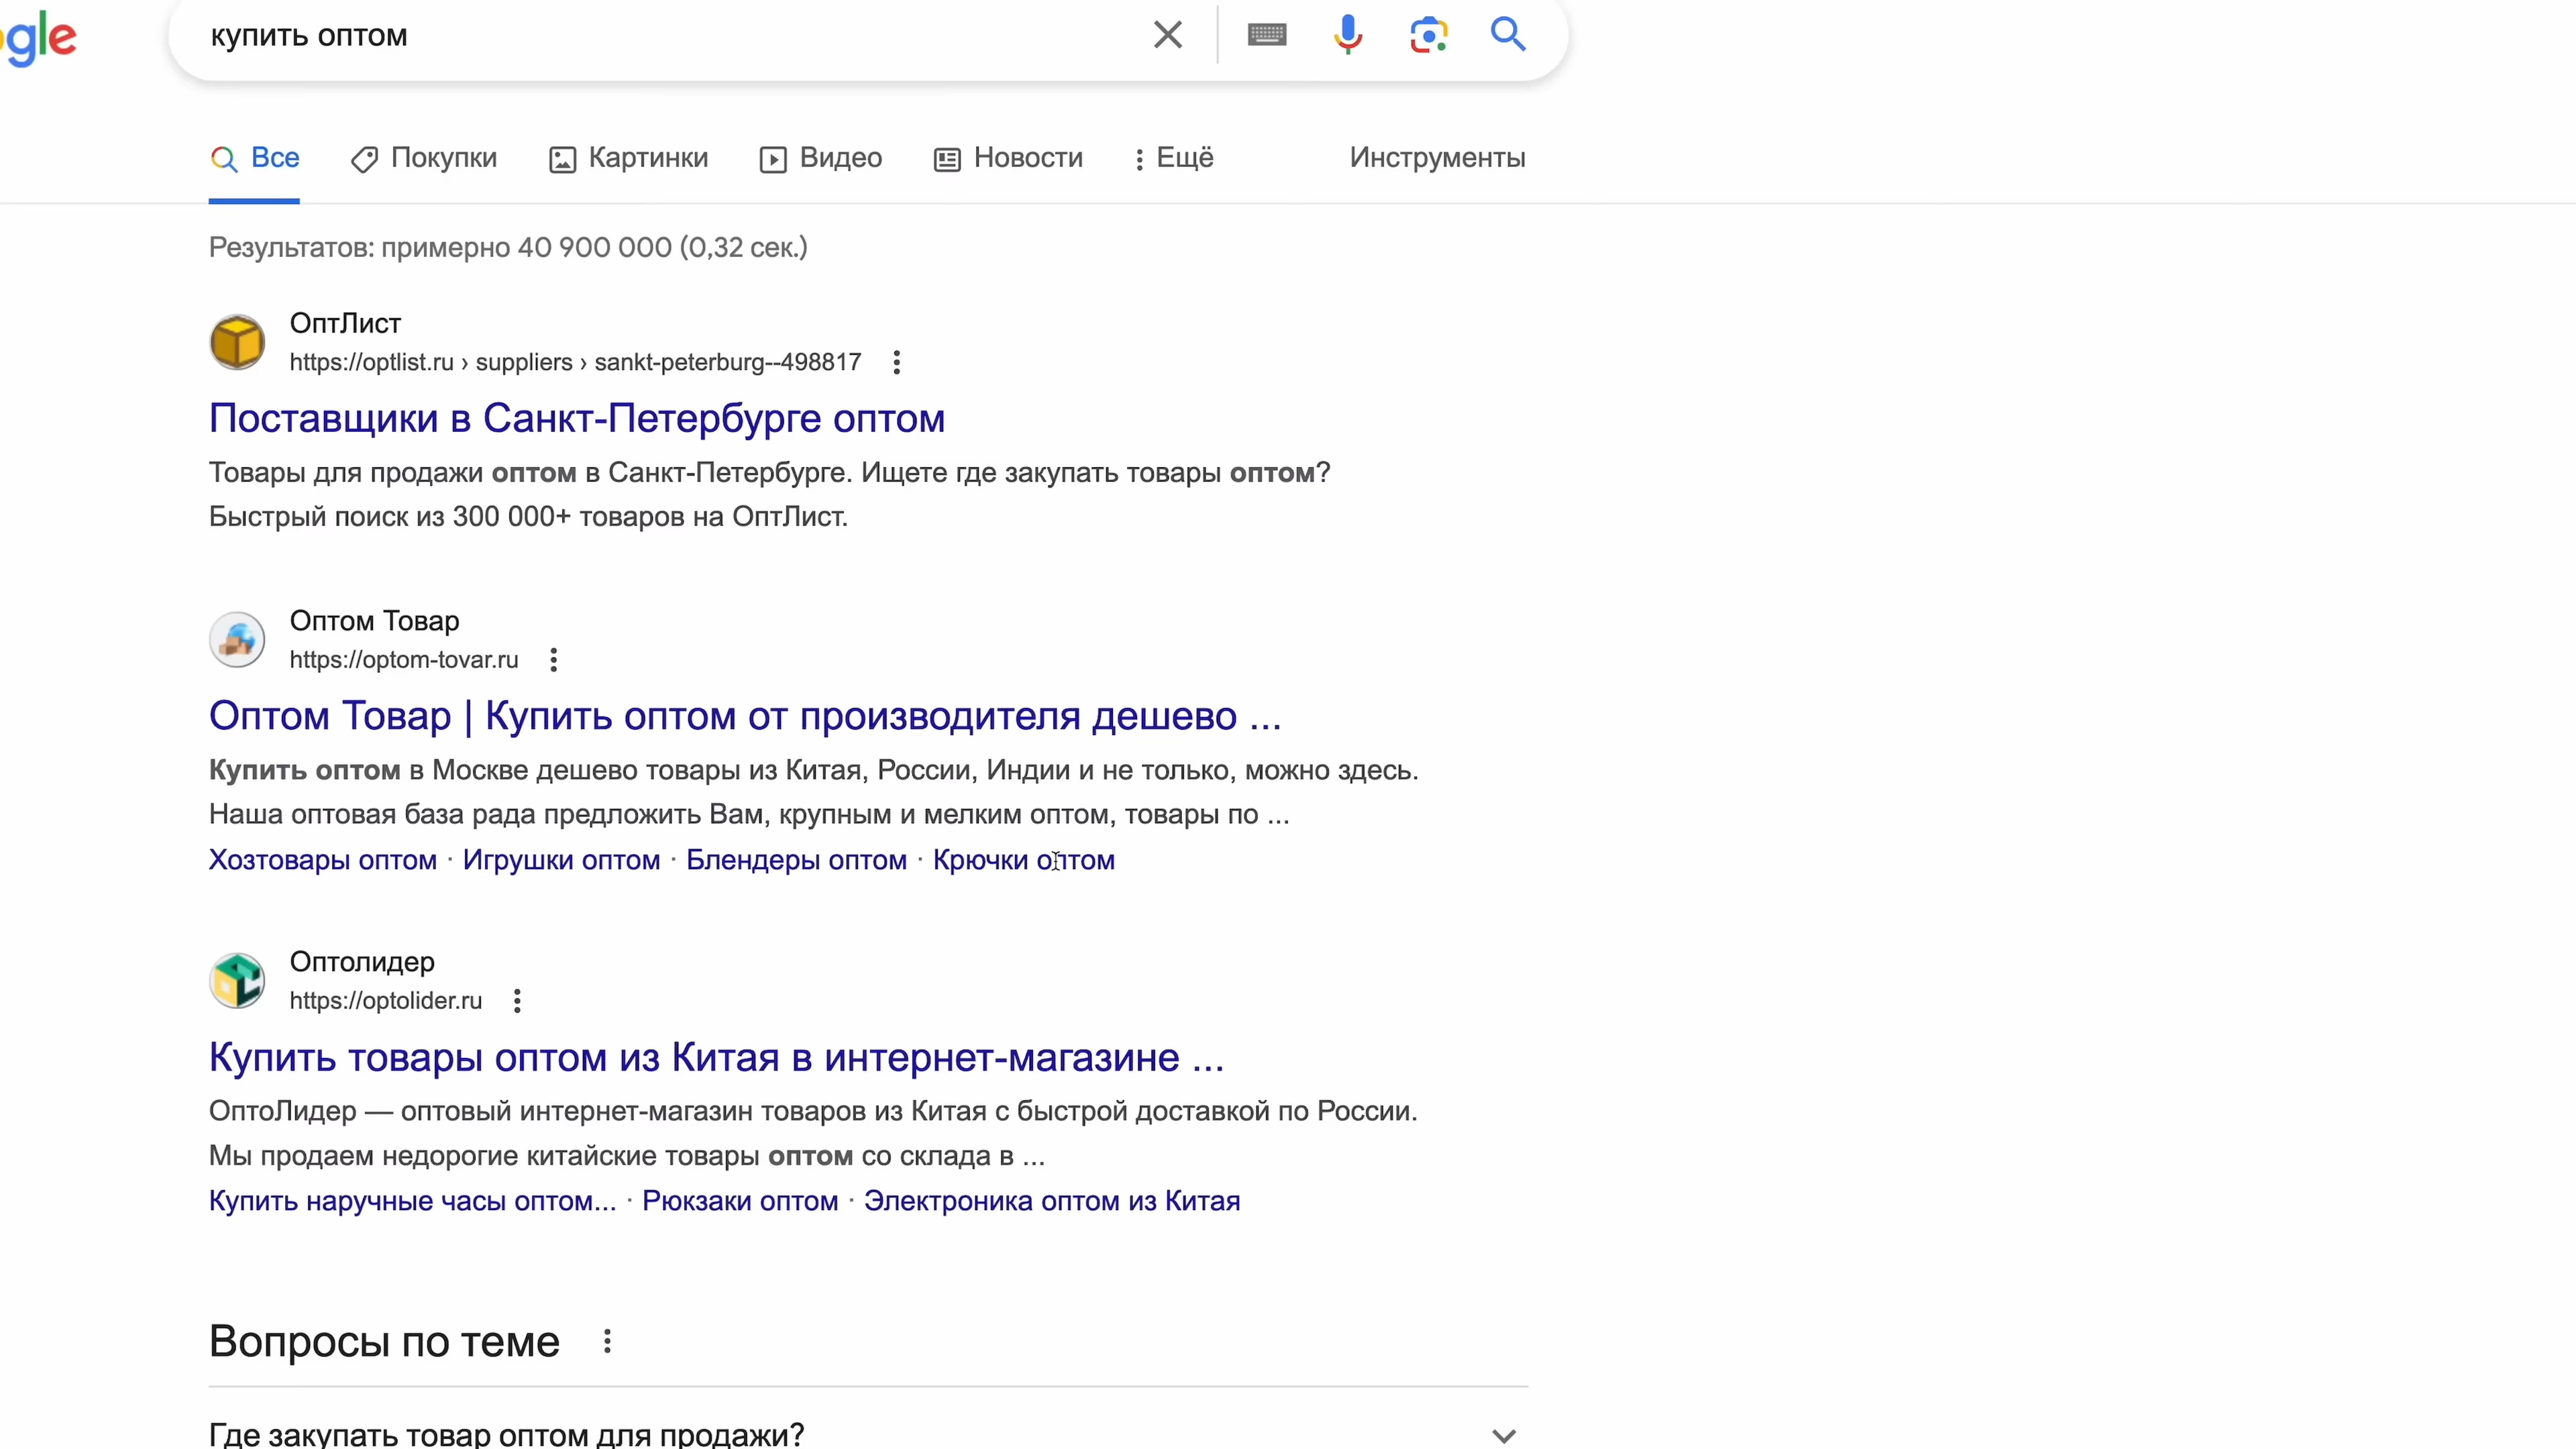 gle
купить оптом
Все Покупки Картинки Видео Новости Ещё Инструменты
Результатов: примерно 40 900 000 (0,32 сек.)
ОптЛист
https://optlist.ru › suppliers › sankt-peterburg--498817
Поставщики в Санкт-Петербурге оптом
Товары для продажи оптом в Санкт-Петербурге. Ищете где закупать товары оптом?
Быстрый поиск из 300 000+ товаров на ОптЛист.
Оптом Товар
https://optom-tovar.ru
Оптом Товар | Купить оптом от производителя дешево ...
Купить оптом в Москве дешево товары из Китая, России, Индии и не только, можно здесь.
Наша оптовая база рада предложить Вам, крупным и мелким оптом, товары по ...
Хозтовары оптом · Игрушки оптом · Блендеры оптом · Крючки оптом
Оптолидер
https://optolider.ru
Купить товары оптом из Китая в интернет-магазине ...
ОптоЛидер — оптовый интернет-магазин товаров из Китая с быстрой доставкой по России.
Мы продаем недорогие китайские товары оптом со склада в ...
Купить наручные часы оптом... · Рюкзаки оптом · Электроника оптом из Китая
Вопросы по теме
Где закупать товар оптом для продажи?